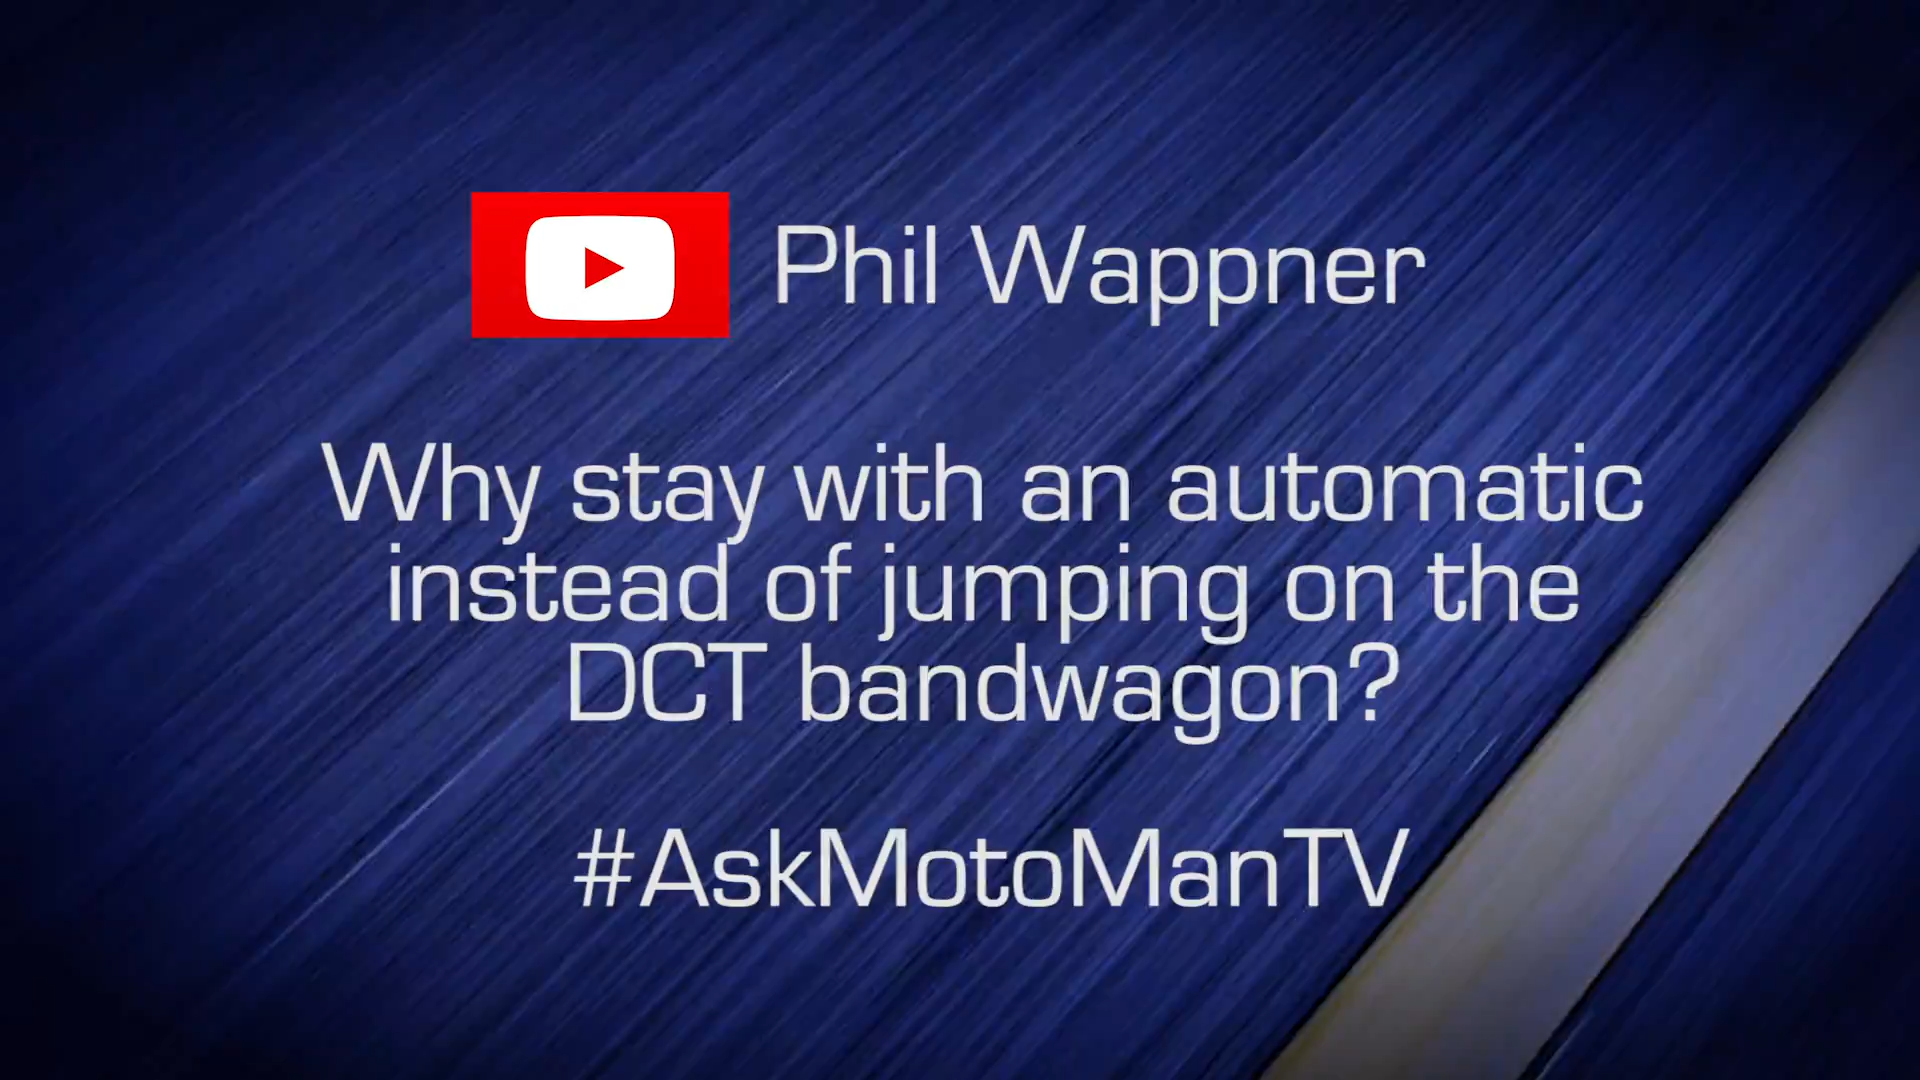 Phil Wappner
Why stay with an automatic
instead of jumping on the
DCT bandwagon?
#AskMotoManTV